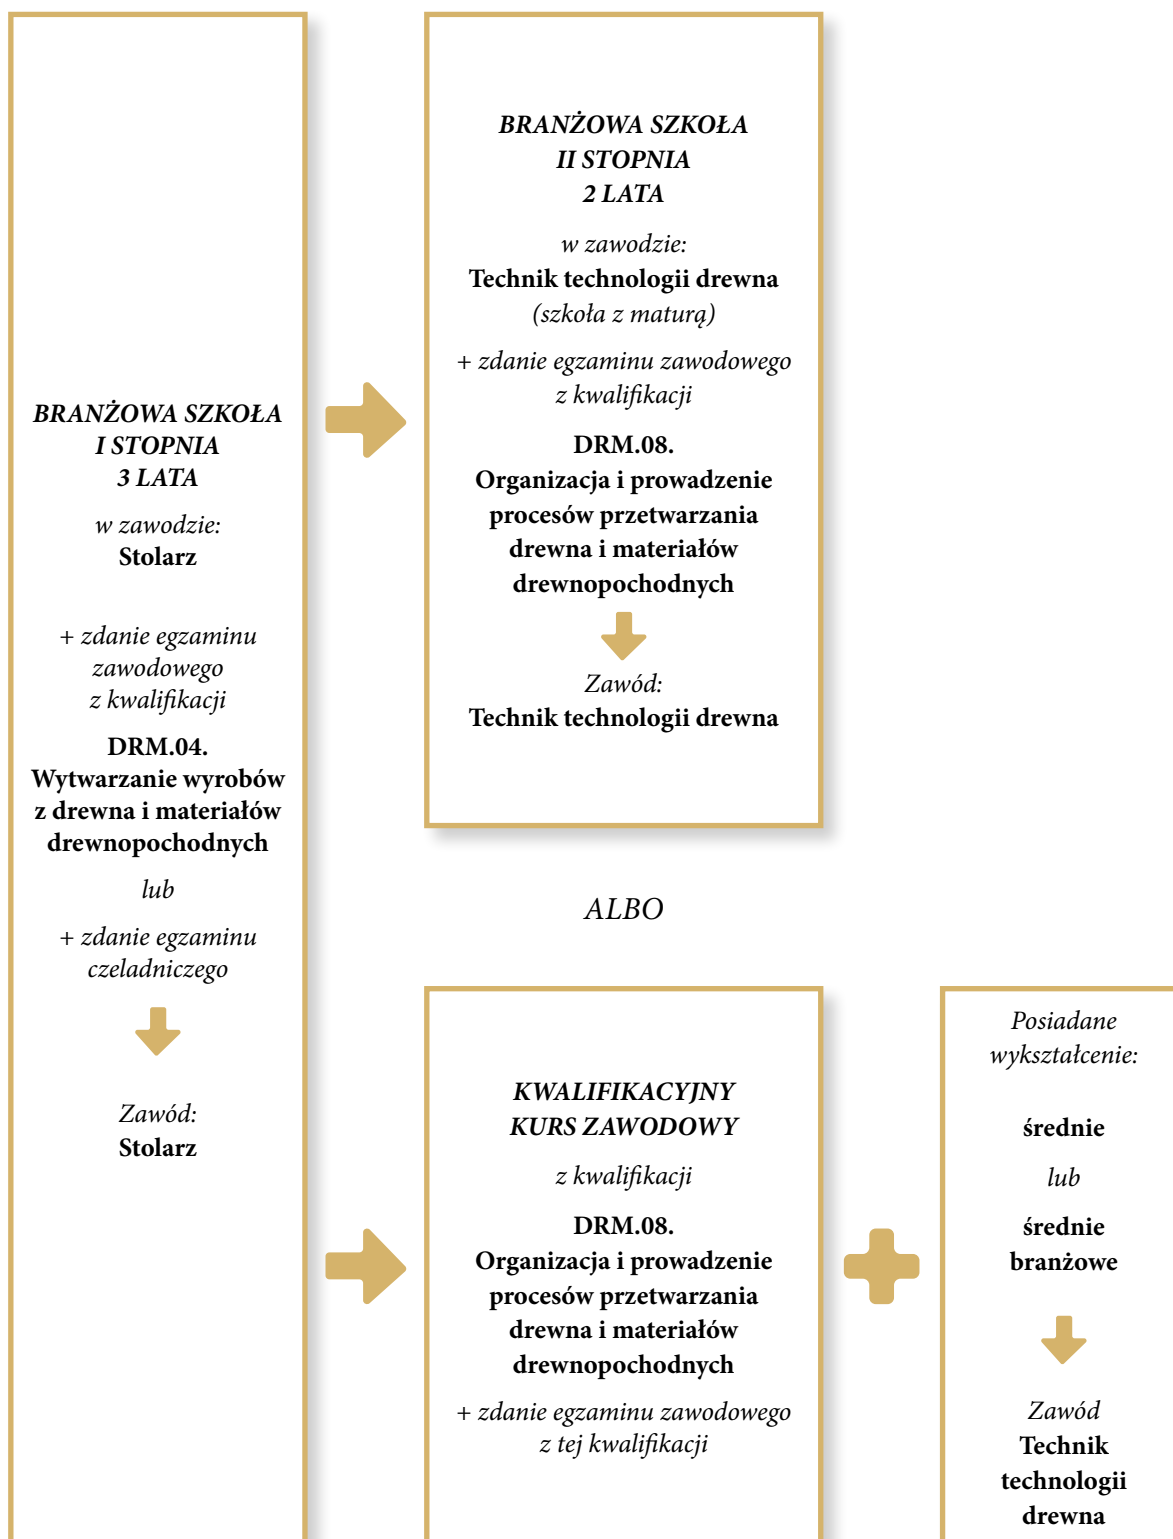 BRANŻOWA SZKOŁA
I STOPNIA
3 LATA
w zawodzie:
Stolarz
+ zdanie egzaminu
zawodowego
z kwalifikacji
DRM.04.
Wytwarzanie wyrobów
z drewna i materiałów
drewnopochodnych
lub
+ zdanie egzaminu
czeladniczego
Zawód:
Stolarz
BRANŻOWA SZKOŁA
II STOPNIA
2 LATA
w zawodzie:
Technik technologii drewna
(szkoła z maturą)
+ zdanie egzaminu zawodowego
z kwalifikacji
DRM.08.
Organizacja i prowadzenie
procesów przetwarzania
drewna i materiałów
drewnopochodnych
Zawód:
Technik technologii drewna
ALBO
KWALIFIKACYJNY
KURS ZAWODOWY
z kwalifikacji
DRM.08.
Organizacja i prowadzenie
procesów przetwarzania
drewna i materiałów
drewnopochodnych
+ zdanie egzaminu zawodowego
z tej kwalifikacji
Posiadane
wykształcenie:
średnie
lub
średnie
branżowe
Zawód
Technik
technologii
drewna